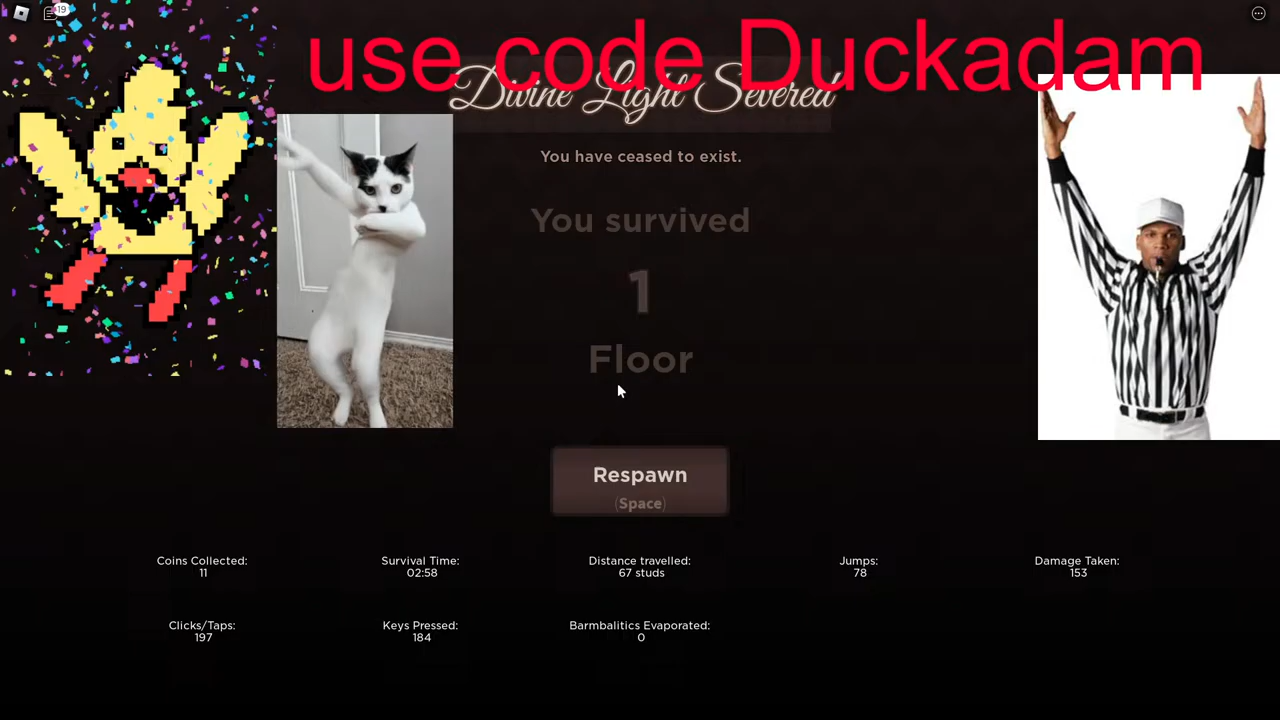 19
use code Duckadam
Divine Light Severed
You have ceased to exist.
You survived
1
Floor
Respawn
(Space)
Coins Collected:
11
Survival Time:
02:58
Distance travelled:
67 studs
Jumps:
78
Damage Taken:
153
Clicks/Taps:
197
Keys Pressed:
184
Barmbalitics Evaporated:
0